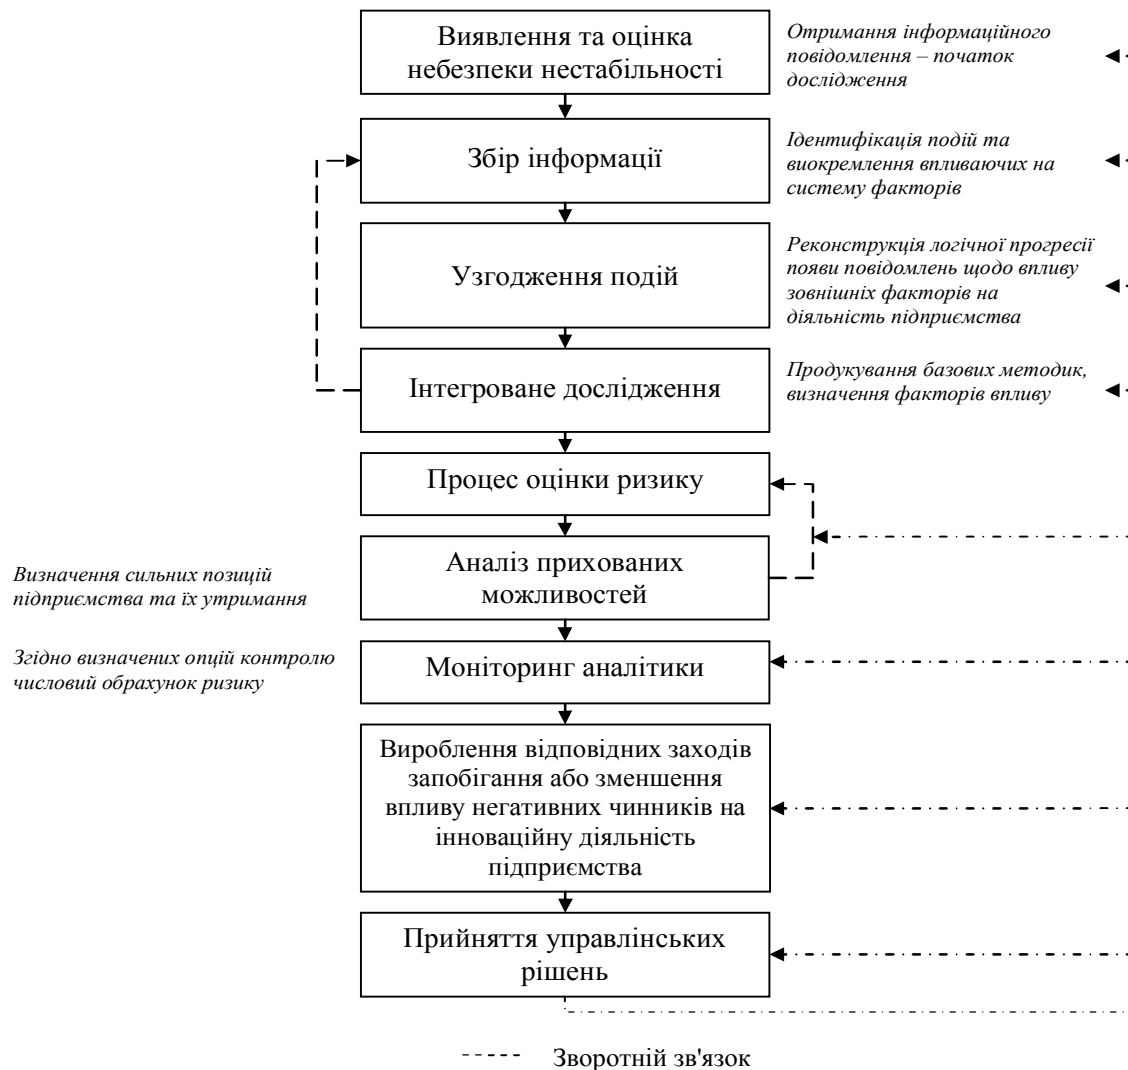 Виявлення та оцінка
небезпеки нестабільності
Отримання інформаційного
повідомлення – початок
дослідження
Збір інформації
Ідентифікація подій та
виокремлення впливаючих на
систему факторів
Узгодження подій
Реконструкція логічної прогресії
появи повідомлень щодо впливу
зовнішніх факторів на
діяльність підприємства
Інтегроване дослідження
Продукування базових методик,
визначення факторів впливу
Процес оцінки ризику
Аналіз прихованих
можливостей
Визначення сильних позицій
підприємства та їх утримання
Моніторинг аналітики
Згідно визначених опцій контролю
числовий обрахунок ризику
Вироблення відповідних заходів
запобігання або зменшення
впливу негативних чинників на
інноваційну діяльність
підприємства
Прийняття управлінських
рішень
Зворотній зв'язок